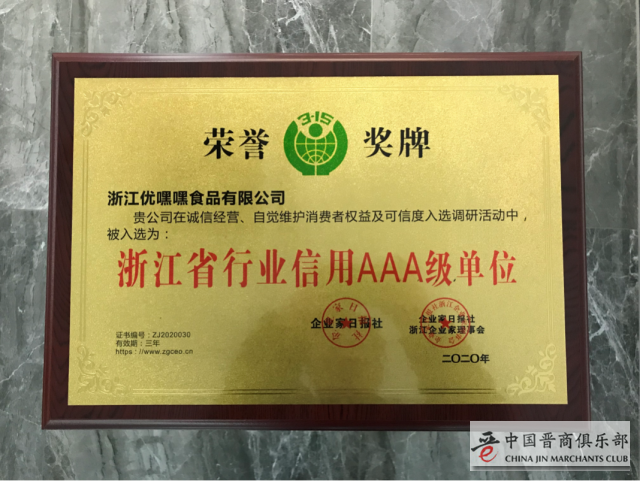 荣誉 3·15 奖牌
浙江优嘿嘿食品有限公司
贵公司在诚信经营、自觉维护消费者权益及可信度入选调研活动中，
被入选为：
浙江省行业信用AAA级单位
企业家日报社
企业家日报社
浙江企业家理事会
证书编号：ZJ2020030
有效期：三年
https://www.zgceo.cn
二〇二〇年
中国晋商俱乐部
CHINA JIN MARCHANTS CLUB